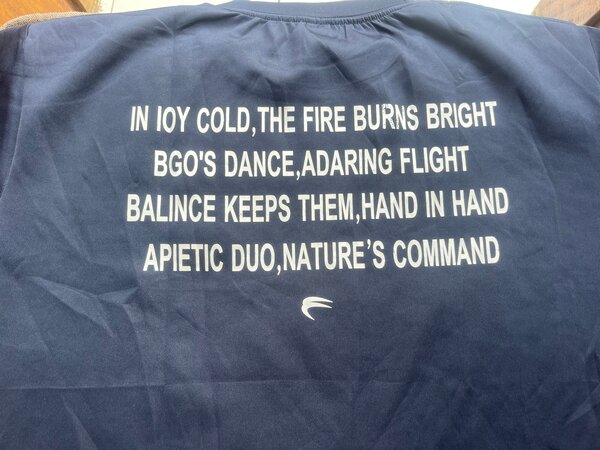 IN IOY COLD,THE FIRE BURNS BRIGHT
BGO'S DANCE,ADARING FLIGHT
BALINCE KEEPS THEM,HAND IN HAND
APIETIC DUO,NATURE'S COMMAND